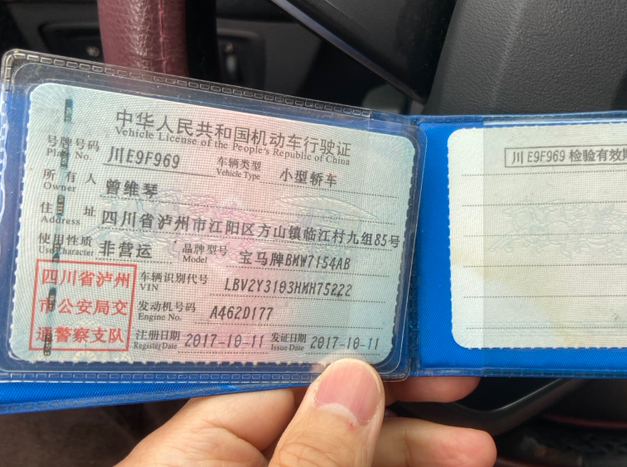 中华人民共和国机动车行驶证
Vehicle License of the People's Republic of China
号牌号码 川E9F969 车辆类型 小型轿车
Plate No. Vehicle Type
所有人 曾维琴
Owner
住址 四川省泸州市江阳区方山镇临江村九组85号
Address
使用性质 非营运 品牌型号 宝马牌BMW7154AB
Use Character Model
四川省泸州
市公安局交
通警察支队
车辆识别代号 LBV2Y3103HMH75222
VIN
发动机号码 A462D177
Engine No.
注册日期 2017-10-11 发证日期 2017-10-11
Register Date Issue Date
川E9F969 检验有效期